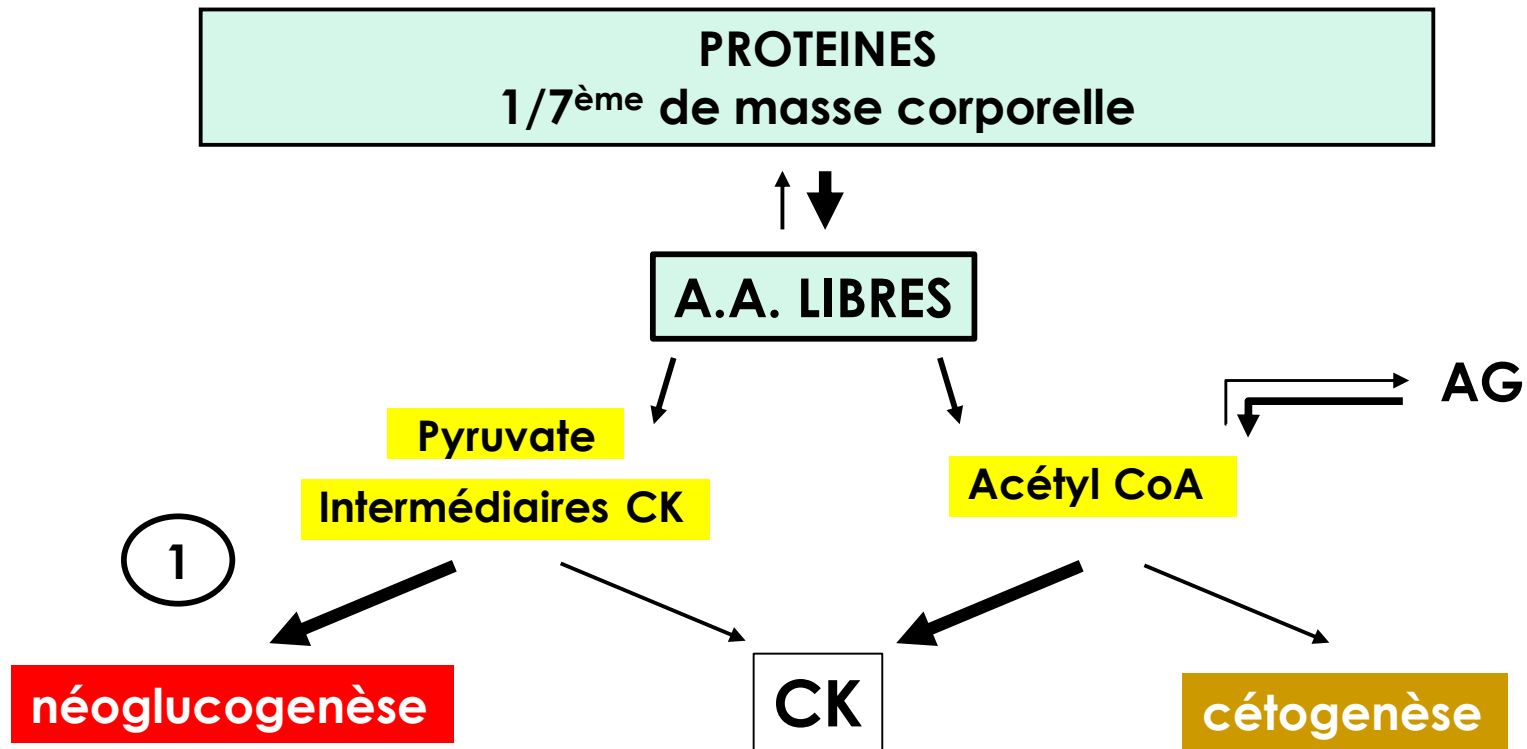 PROTEINES
1/7ème de masse corporelle
A.A. LIBRES
AG
Pyruvate
Acétyl CoA
Intermédiaires CK
1
néoglucogenèse
CK
cétogenèse